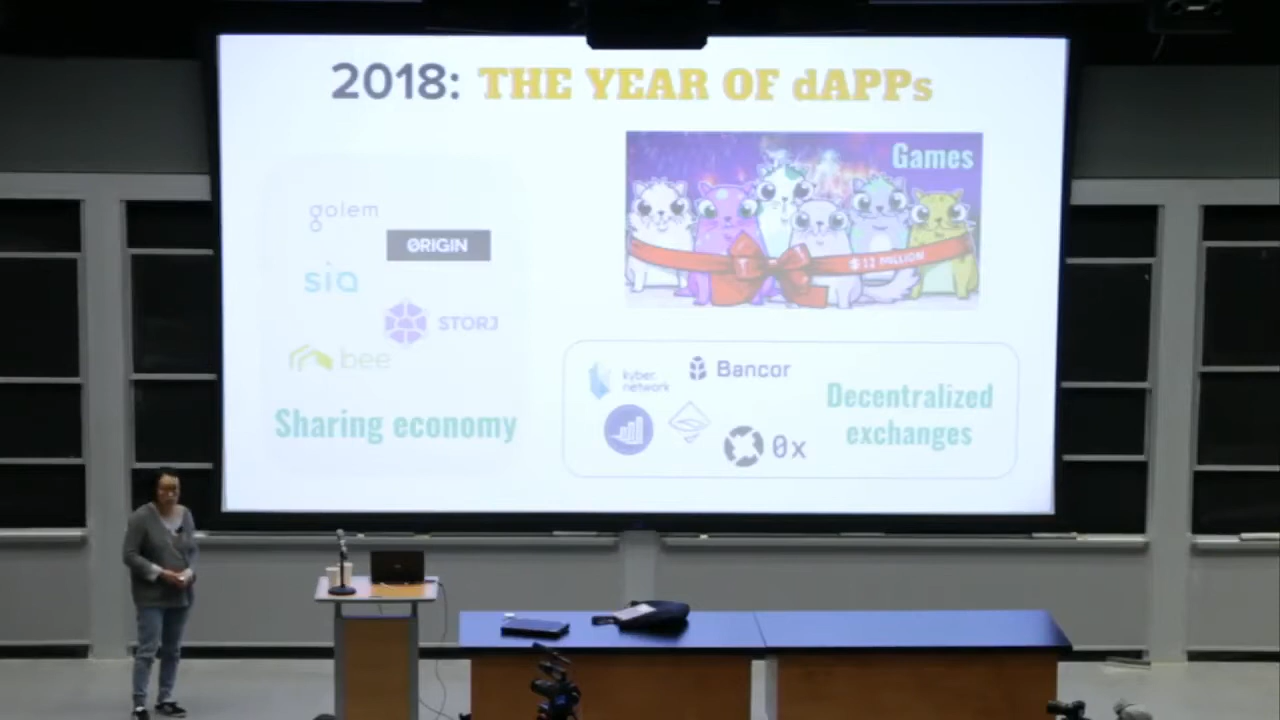 2018: THE YEAR OF dAPPs
golem
ORIGIN
sia
STORJ
bee
Sharing economy
Games
$12 MILLION
kyber
network
Bancor
0x
Decentralized
exchanges